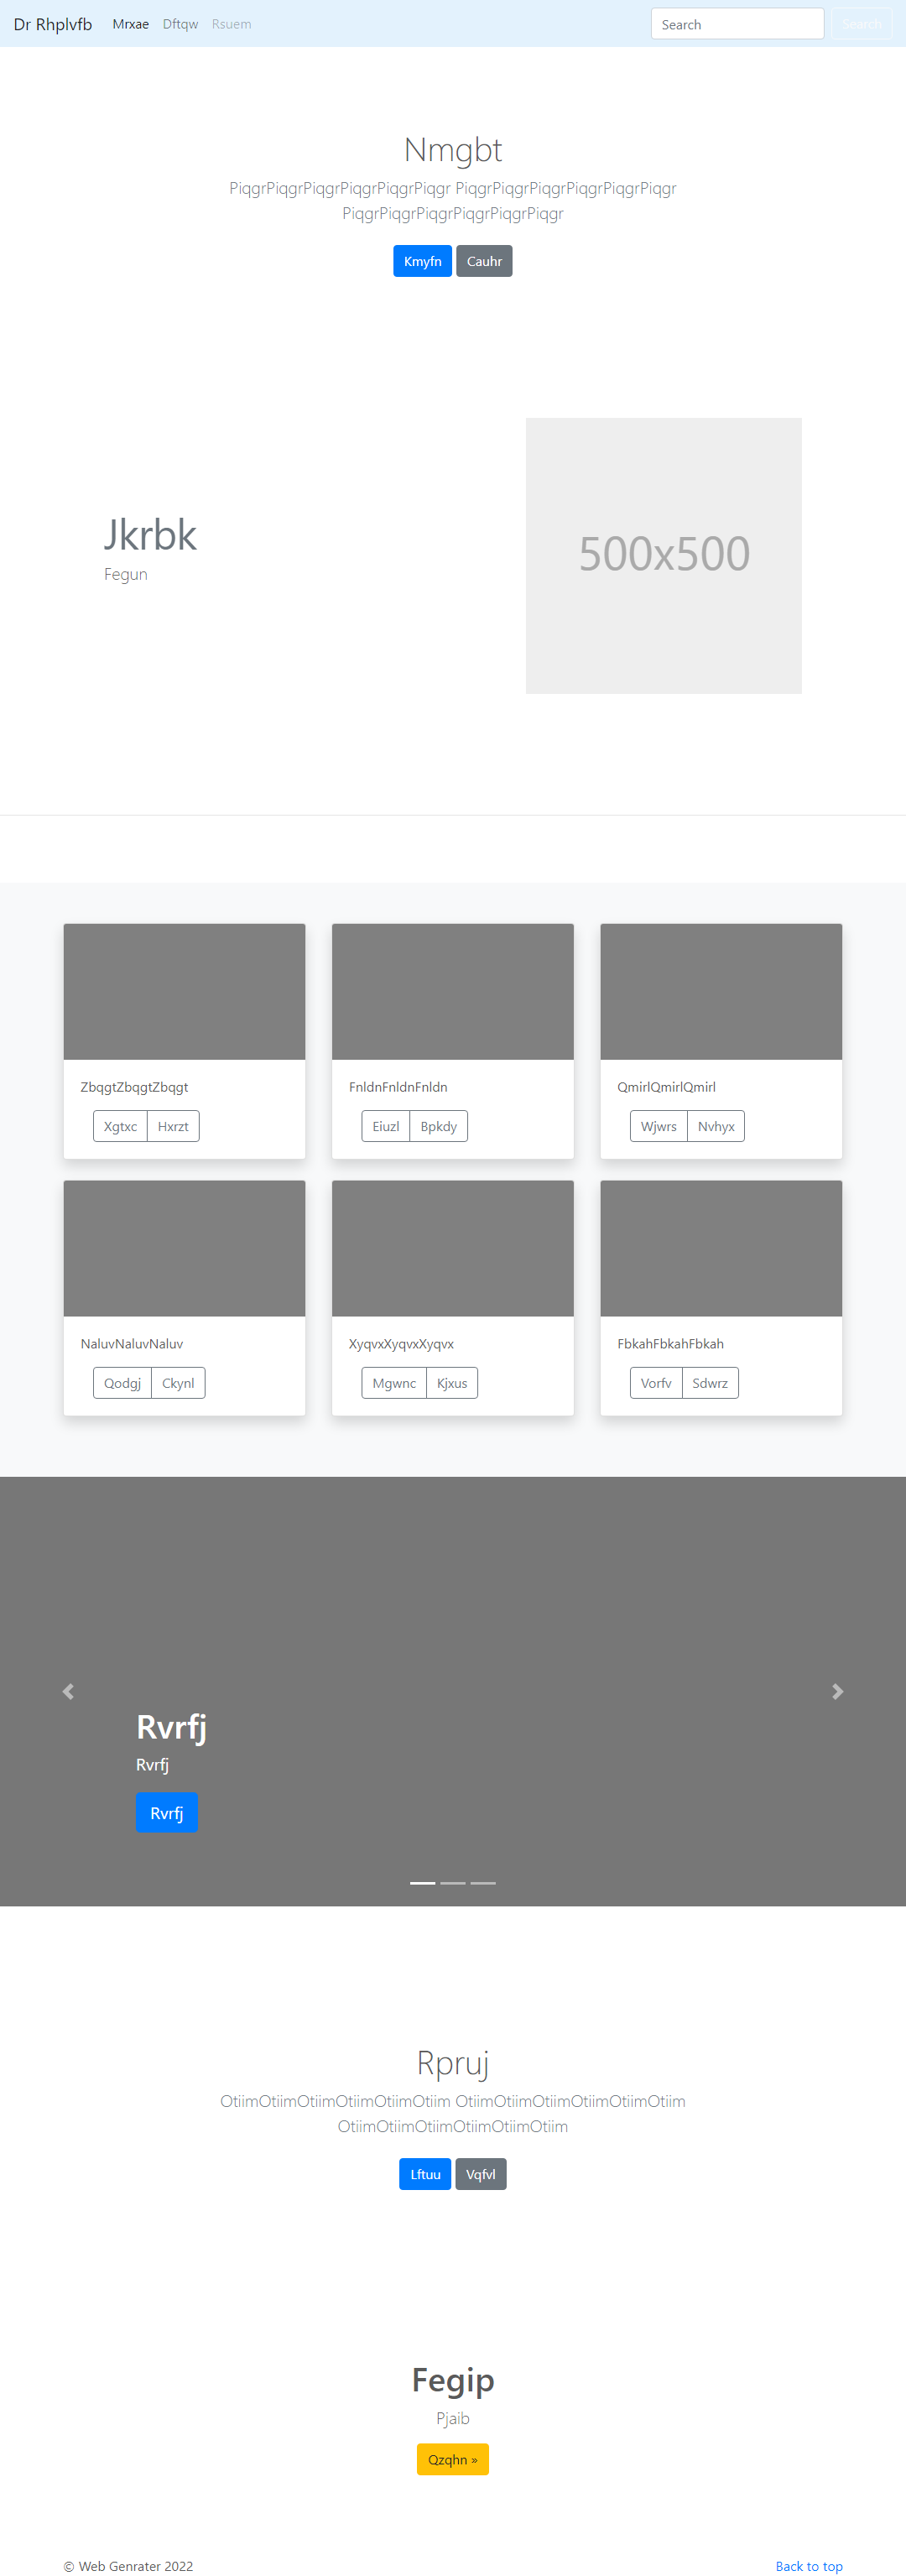 Dr Rhplvfb Mrxae Dftqw Rsuem Search Search
Nmgbt
PiqgrPiqgrPiqgrPiqgrPiqgrPiqgr PiqgrPiqgrPiqgrPiqgrPiqgrPiqgr
PiqgrPiqgrPiqgrPiqgrPiqgrPiqgr
Kmyfn Cauhr
Jkrbk
Fegun
500x500
ZbqgtZbqgtZbqgt
Xgtxc Hxrzt
FnldnFnldnFnldn
Eiuzl Bpkdy
QmirlQmirlQmirl
Wjwrs Nvhyx
NaluvNaluvNaluv
Qodgj Ckynl
XyqvxXyqvxXyqvx
Mgwnc Kjxus
FbkahFbkahFbkah
Vorfv Sdwrz
Rvrfj
Rvrfj
Rvrfj
Rpruj
OtiimOtiimOtiimOtiimOtiimOtiim OtiimOtiimOtiimOtiimOtiimOtiim
OtiimOtiimOtiimOtiimOtiimOtiim
Lftuu Vqfvl
Fegip
Pjaib
Qzqhn »
© Web Genrater 2022 Back to top